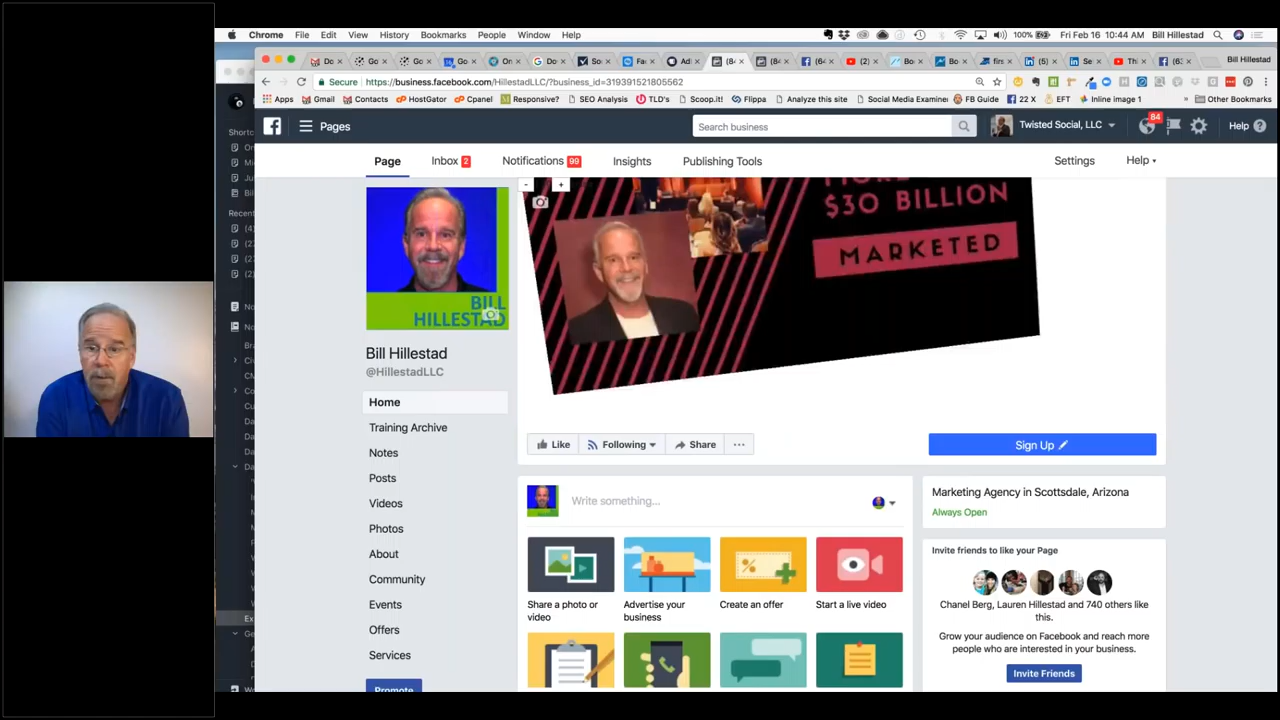 Chrome File Edit View History Bookmarks People Window Help 100% Fri Feb 16 10:44 AM Bill Hillestad
Bill Hillestad
Secure https://business.facebook.com/HillestadLLC/?business_id=319391521805562
Apps Gmail Contacts HostGator Cpanel Responsive? SEO Analysis TLD's Scoop.it! Flippa Analyze this site Social Media Examiner FB Guide 22 X EFT Inline image 1 » Other Bookmarks
Pages Search business Twisted Social, LLC 84 Help
Page Inbox 2 Notifications 99 Insights Publishing Tools Settings Help
$30 BILLION
MARKETED
BILL
HILLESTAD
Bill Hillestad
@HillestadLLC
Home
Training Archive
Notes
Posts
Videos
Photos
About
Community
Events
Offers
Services
Promote
Like Following Share ...
Sign Up
Write something...
Share a photo or video
Advertise your business
Create an offer
Start a live video
Marketing Agency in Scottsdale, Arizona
Always Open
Invite friends to like your Page
Chanel Berg, Lauren Hillestad and 740 others like
this.
Grow your audience on Facebook and reach more
people who are interested in your business.
Invite Friends